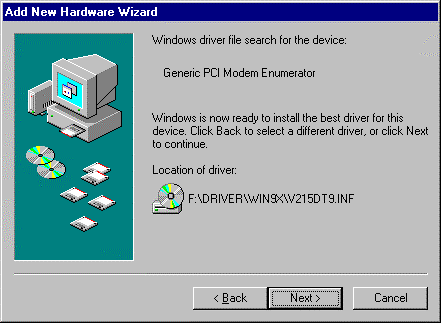 Add New Hardware Wizard
Windows driver file search for the device:
Generic PCI Modem Enumerator
Windows is now ready to install the best driver for this
device. Click Back to select a different driver, or click Next
to continue.
Location of driver:
F:\DRIVER\WIN9X\V215DT9.INF
< Back
Next >
Cancel